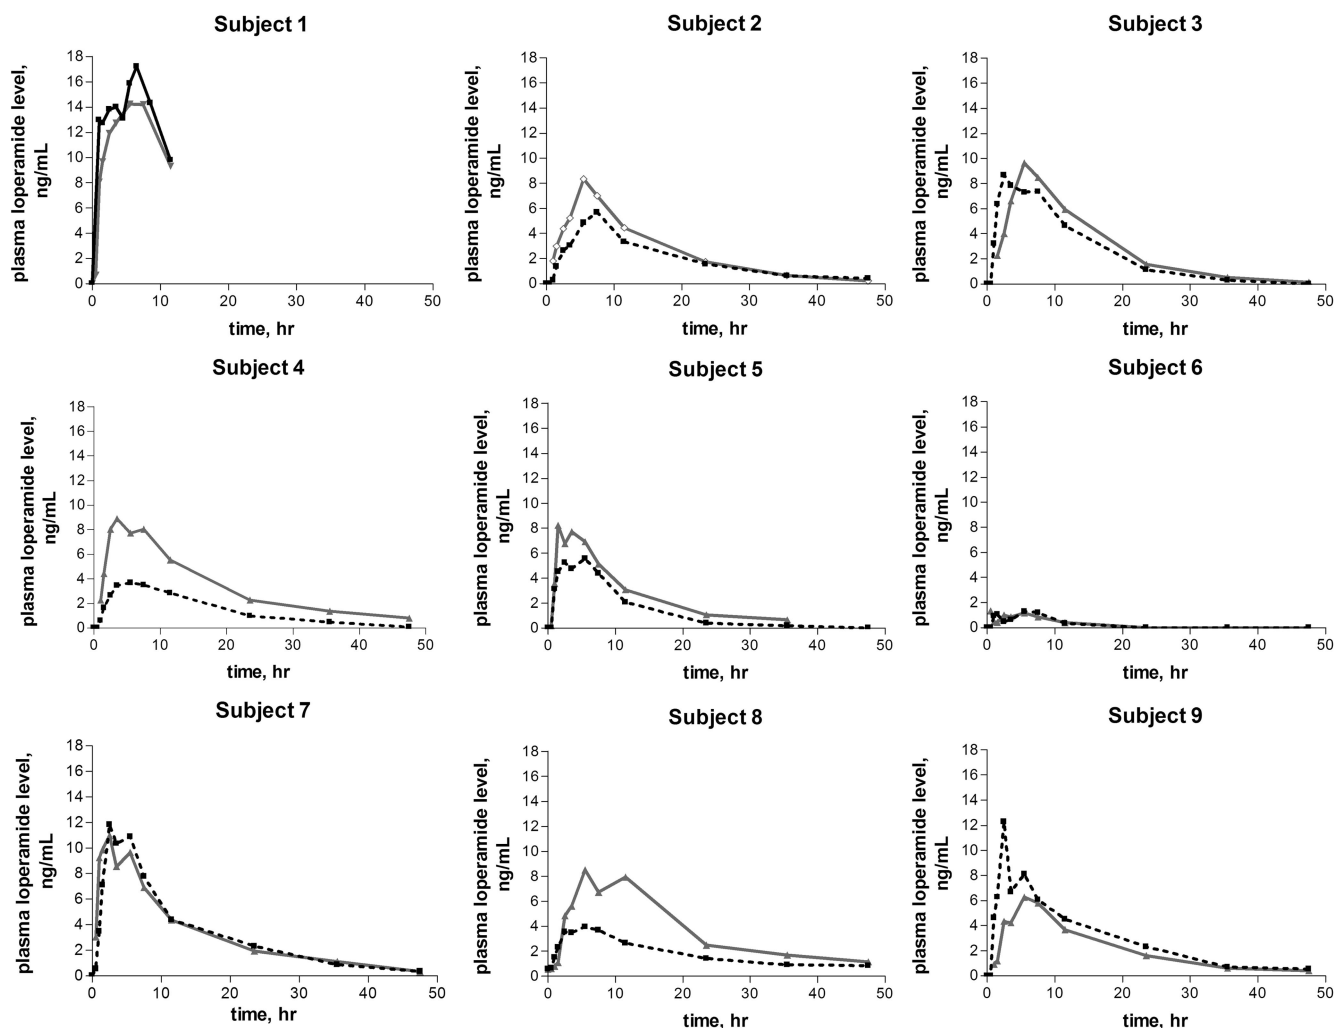 Subject 1
plasma loperamide level,
ng/mL
18
16
14
12
10
8
6
4
2
0
0 10 20 30 40 50
time, hr
Subject 2
plasma loperamide level,
ng/mL
18
16
14
12
10
8
6
4
2
0
0 10 20 30 40 50
time, hr
Subject 3
plasma loperamide level,
ng/mL
18
16
14
12
10
8
6
4
2
0
0 10 20 30 40 50
time, hr
Subject 4
plasma loperamide level,
ng/mL
18
16
14
12
10
8
6
4
2
0
0 10 20 30 40 50
time, hr
Subject 5
plasma loperamide level,
ng/mL
18
16
14
12
10
8
6
4
2
0
0 10 20 30 40 50
time, hr
Subject 6
plasma loperamide level,
ng/mL
18
16
14
12
10
8
6
4
2
0
0 10 20 30 40 50
time, hr
Subject 7
plasma loperamide level,
ng/mL
18
16
14
12
10
8
6
4
2
0
0 10 20 30 40 50
time, hr
Subject 8
plasma loperamide level,
ng/mL
18
16
14
12
10
8
6
4
2
0
0 10 20 30 40 50
time, hr
Subject 9
plasma loperamide level,
ng/mL
18
16
14
12
10
8
6
4
2
0
0 10 20 30 40 50
time, hr